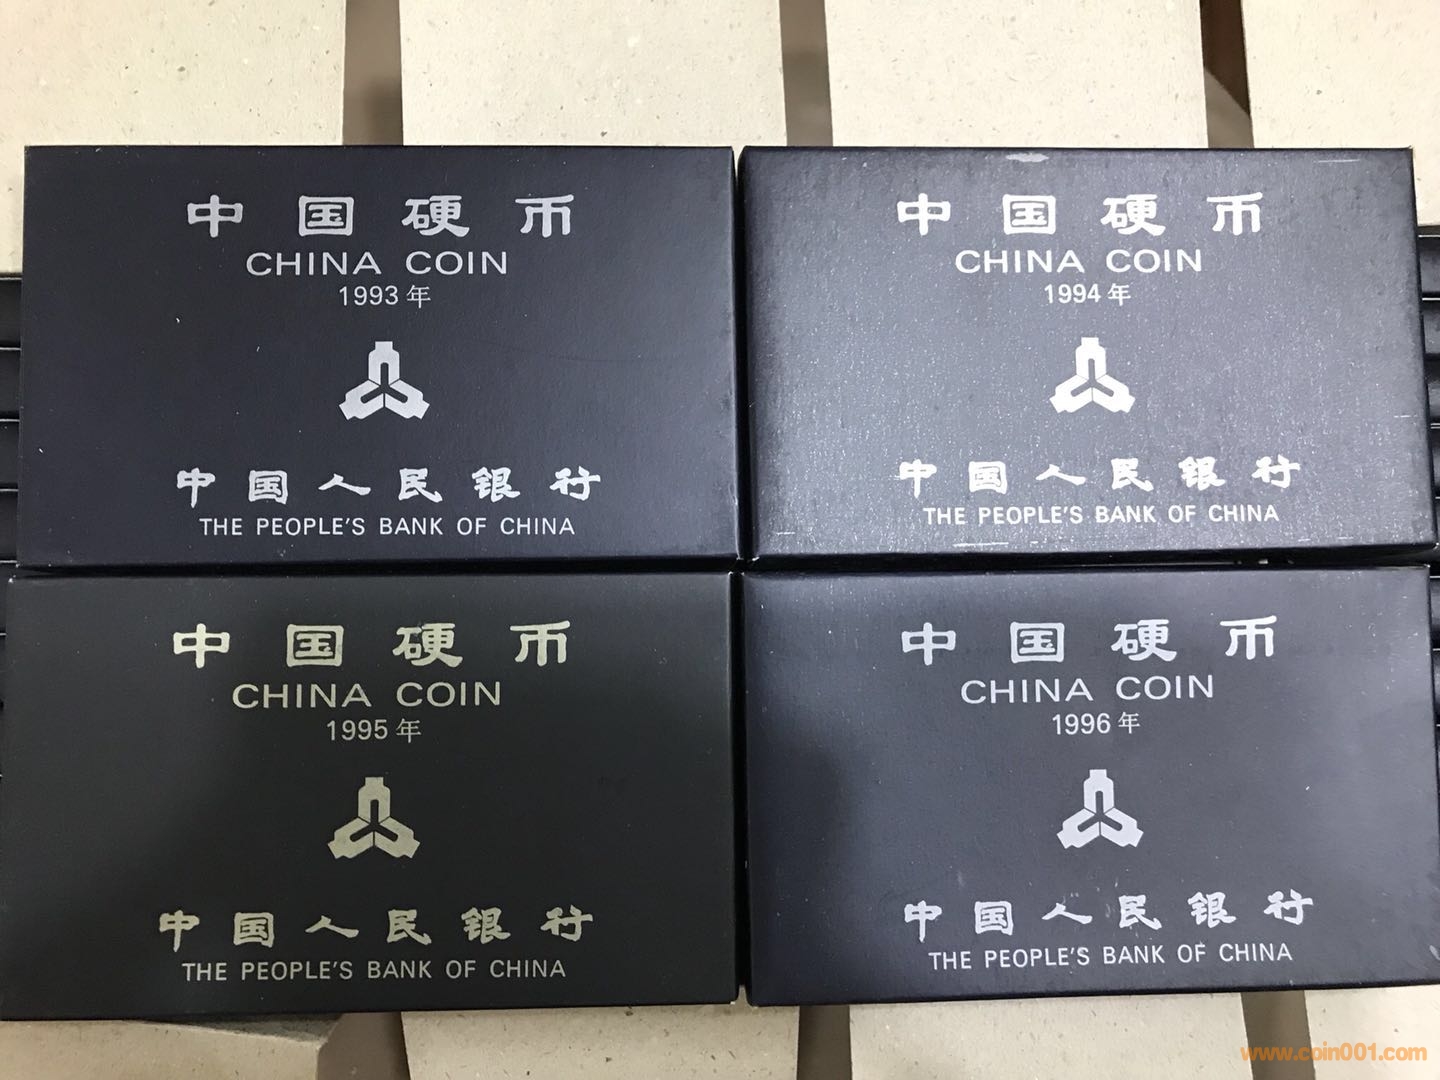 中国硬币
CHINA COIN
1993年
中国人民银行
THE PEOPLE'S BANK OF CHINA
中国硬币
CHINA COIN
1994年
中国人民银行
THE PEOPLE'S BANK OF CHINA
中国硬币
CHINA COIN
1995年
中国人民银行
THE PEOPLE'S BANK OF CHINA
中国硬币
CHINA COIN
1996年
中国人民银行
THE PEOPLE'S BANK OF CHINA
www.coin001.com